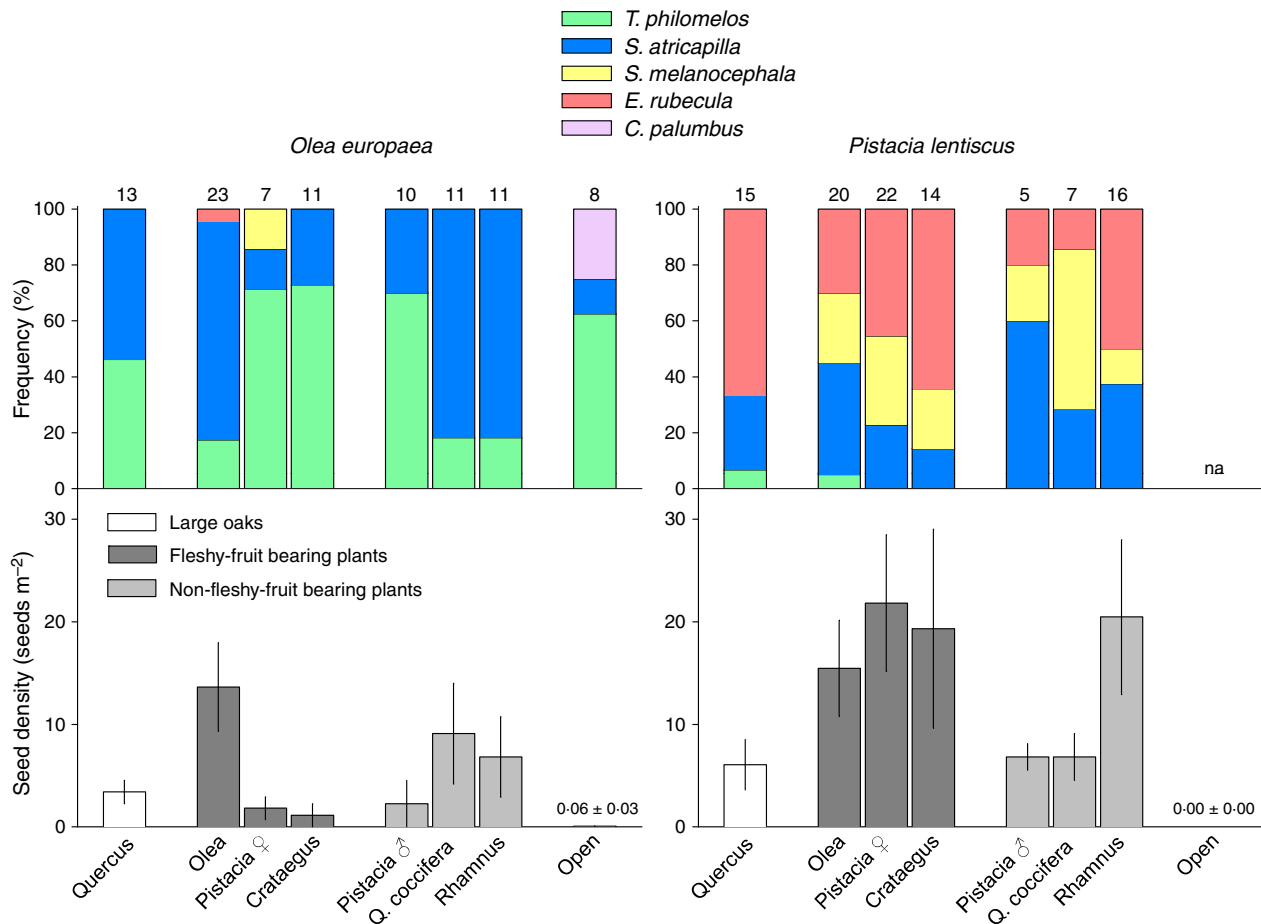 T. philomelos
S. atricapilla
S. melanocephala
E. rubecula
C. palumbus
Olea europaea
Pistacia lentiscus
13 23 7 11 10 11 11 8
15 20 22 14 5 7 16
Frequency (%)
100
80
60
40
20
0
100
80
60
40
20
0
na
Seed density (seeds m−2)
30
20
10
0
Large oaks
Fleshy-fruit bearing plants
Non-fleshy-fruit bearing plants
0·06 ± 0·03
30
20
10
0
0·00 ± 0·00
Quercus
Olea
Pistacia ♀
Crataegus
Pistacia ♂
Q. coccifera
Rhamnus
Open
Quercus
Olea
Pistacia ♀
Crataegus
Pistacia ♂
Q. coccifera
Rhamnus
Open